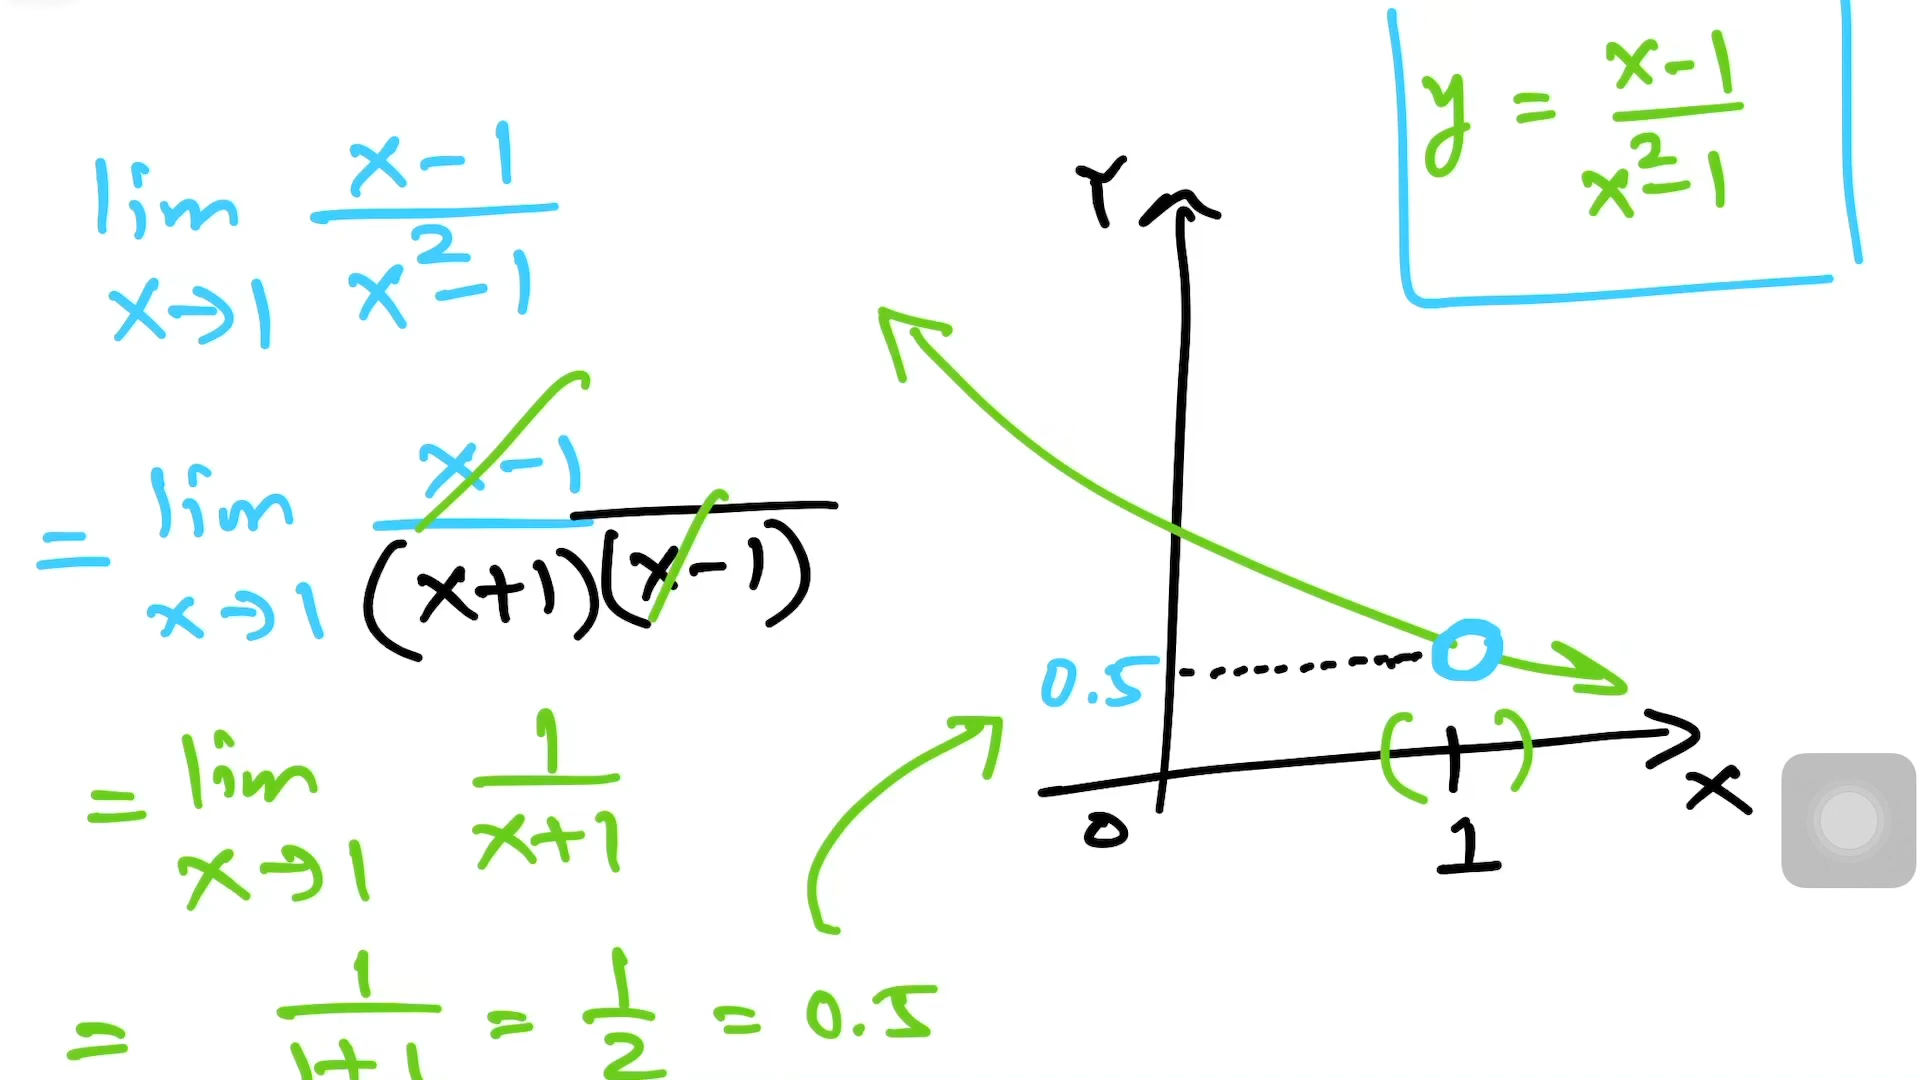 lim x→1 (x-1)/(x²-1)
= lim x→1 (x-1)/((x+1)(x-1))
= lim x→1 1/(x+1)
= 1/(1+1) = 1/2 = 0.5
y = (x-1)/(x²-1)
Y
0.5
0
1
X